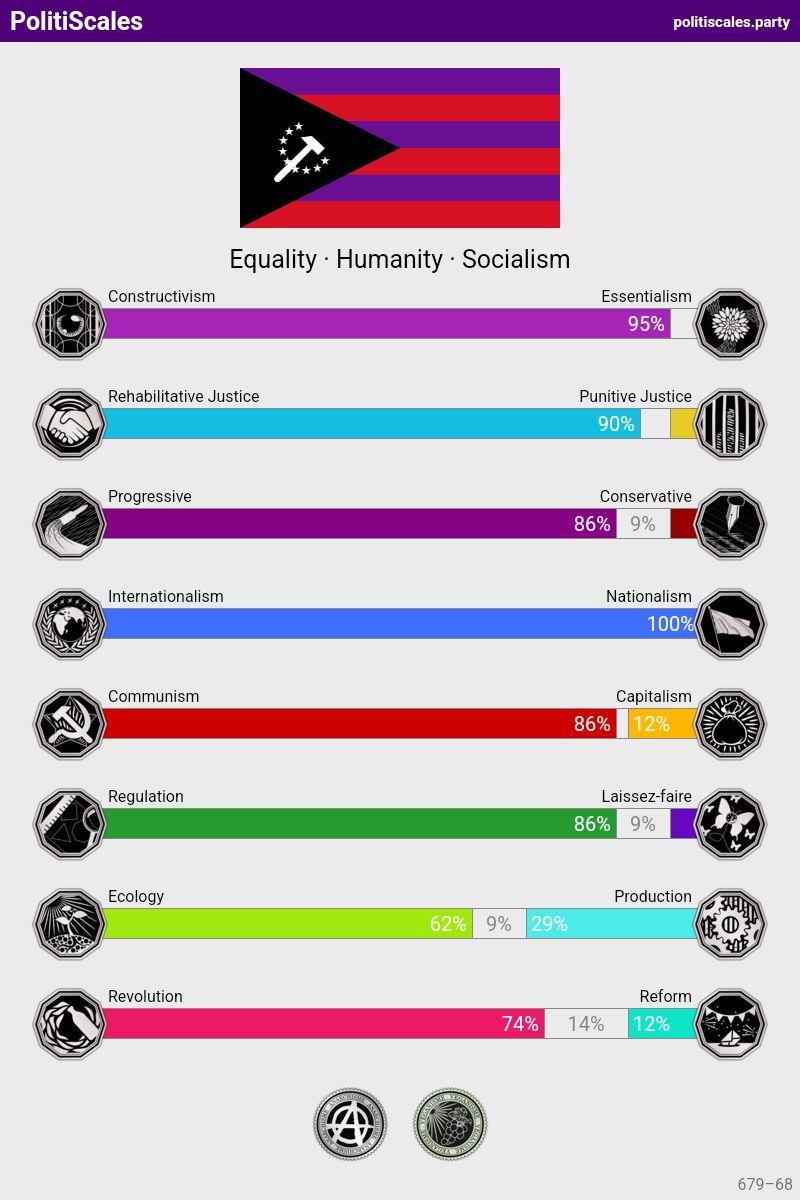 PolitiScales
politiscales.party
Equality · Humanity · Socialism
Constructivism Essentialism
95%
Rehabilitative Justice Punitive Justice
90%
Progressive Conservative
86% 9%
Internationalism Nationalism
100%
Communism Capitalism
86% 12%
Regulation Laissez-faire
86% 9%
Ecology Production
62% 9% 29%
Revolution Reform
74% 14% 12%
679–68